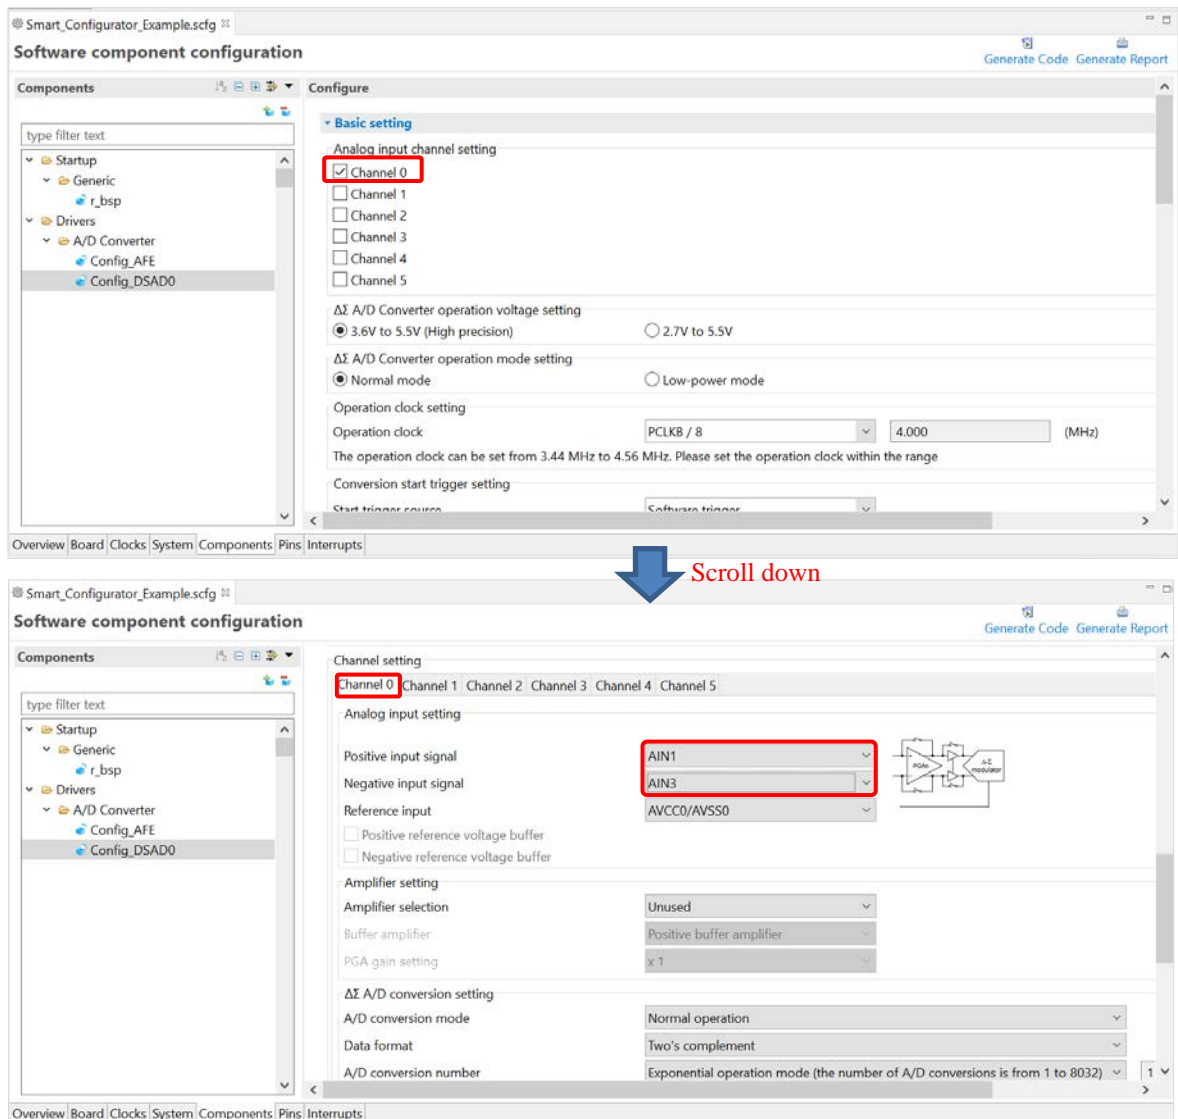 Smart_Configurator_Example.scfg
Software component configuration
Generate Code Generate Report
Components
Configure
type filter text
Startup
Generic
r_bsp
Drivers
A/D Converter
Config_AFE
Config_DSAD0
Basic setting
Analog input channel setting
Channel 0
Channel 1
Channel 2
Channel 3
Channel 4
Channel 5
ΔΣ A/D Converter operation voltage setting
3.6V to 5.5V (High precision) 2.7V to 5.5V
ΔΣ A/D Converter operation mode setting
Normal mode Low-power mode
Operation clock setting
Operation clock PCLKB / 8 4.000 (MHz)
The operation clock can be set from 3.44 MHz to 4.56 MHz. Please set the operation clock within the range
Conversion start trigger setting
Start trigger source Software trigger
Overview Board Clocks System Components Pins Interrupts
Scroll down
Smart_Configurator_Example.scfg
Software component configuration
Generate Code Generate Report
Components
type filter text
Startup
Generic
r_bsp
Drivers
A/D Converter
Config_AFE
Config_DSAD0
Channel setting
Channel 0 Channel 1 Channel 2 Channel 3 Channel 4 Channel 5
Analog input setting
Positive input signal AIN1
Negative input signal AIN3
Reference input AVCC0/AVSS0
PGAn
Δ-Σ
modulator
Positive reference voltage buffer
Negative reference voltage buffer
Amplifier setting
Amplifier selection Unused
Buffer amplifier Positive buffer amplifier
PGA gain setting x 1
ΔΣ A/D conversion setting
A/D conversion mode Normal operation
Data format Two's complement
A/D conversion number Exponential operation mode (the number of A/D conversions is from 1 to 8032) 1
Overview Board Clocks System Components Pins Interrupts